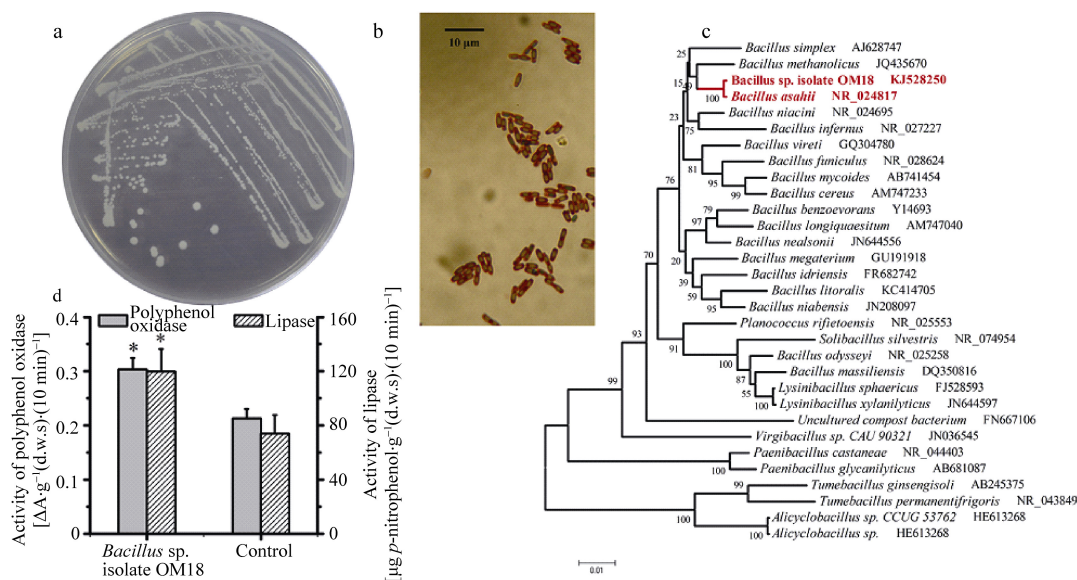 a
b
10 μm
c
25
15
49
100
23
75
81
95
99
76
79
97
20
39
59
95
70
93
91
100
87
55
100
99
100
99
100
100
Bacillus simplex AJ628747
Bacillus methanolicus JQ435670
Bacillus sp. isolate OM18 KJ528250
Bacillus asahii NR_024817
Bacillus niacini NR_024695
Bacillus infernus NR_027227
Bacillus vireti GQ304780
Bacillus funiculus NR_028624
Bacillus mycoides AB741454
Bacillus cereus AM747233
Bacillus benzoevorans Y14693
Bacillus longiquaesitum AM747040
Bacillus nealsonii JN644556
Bacillus megaterium GU191918
Bacillus idriensis FR682742
Bacillus litoralis KC414705
Bacillus niabensis JN208097
Planococcus rifietoensis NR_025553
Solibacillus silvestris NR_074954
Bacillus odysseyi NR_025258
Bacillus massiliensis DQ350816
Lysinibacillus sphaericus FJ528593
Lysinibacillus xylanilyticus JN644597
Uncultured compost bacterium FN667106
Virgibacillus sp. CAU 90321 JN036545
Paenibacillus castaneae NR_044403
Paenibacillus glycanilyticus AB681087
Tumebacillus ginsengisoli AB245375
Tumebacillus permanentifrigoris NR_043849
Alicyclobacillus sp. CCUG 53762 HE613268
Alicyclobacillus sp. HE613268
0.01
d
Activity of polyphenol oxidase
[ΔA·g⁻¹(d.w.s)·(10 min)⁻¹]
0.4
0.3
0.2
0.1
0
Polyphenol
oxidase
Lipase
* *
160
120
80
40
0
Activity of lipase
[μg p-nitrophenol·g⁻¹(d.w.s)·(10 min)⁻¹]
Bacillus sp.
isolate OM18
Control